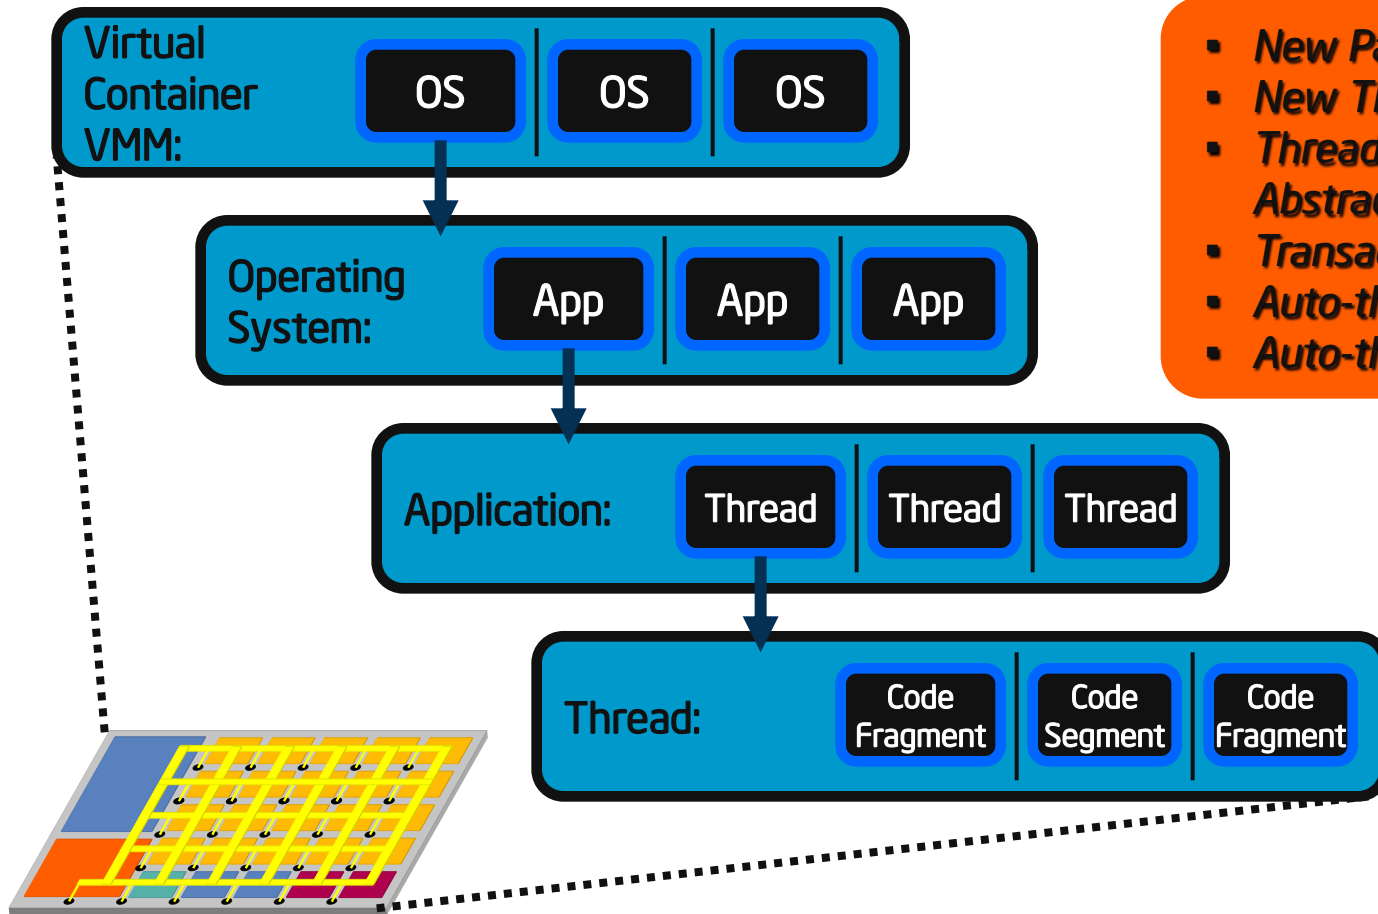 Virtual
Container
VMM:
OS
OS
OS
Operating
System:
App
App
App
Application:
Thread
Thread
Thread
Thread:
Code
Fragment
Code
Segment
Code
Fragment
▪ New
▪ New
▪ Thread
▪
▪
▪